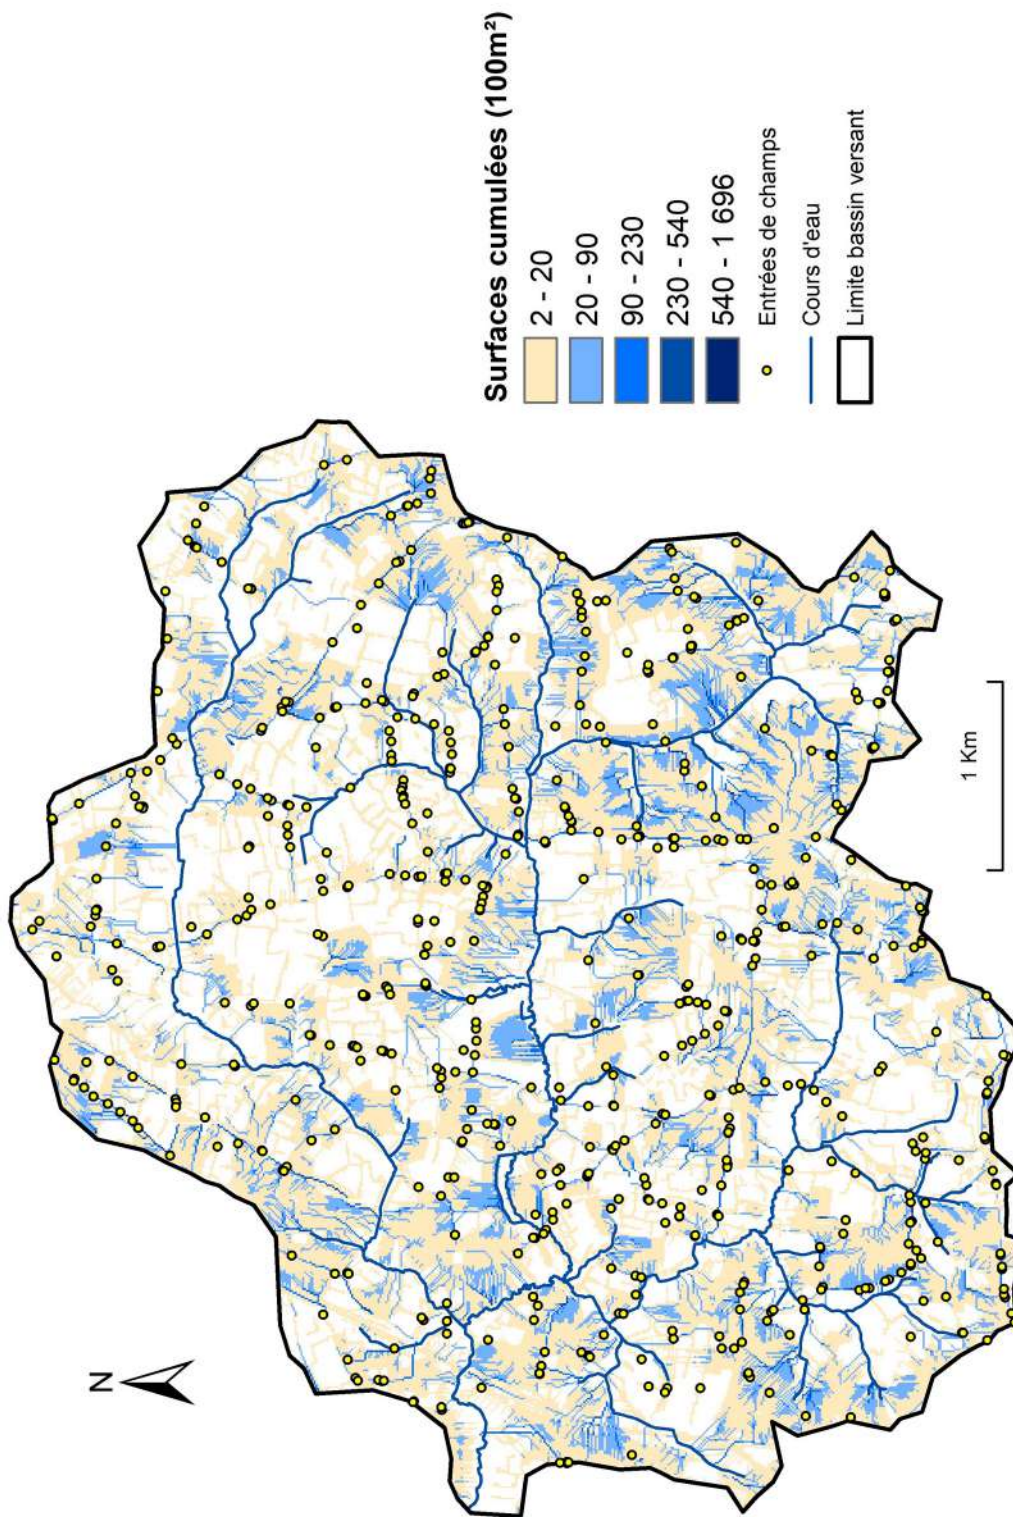 N
Surfaces cumulées (100m²)
2 - 20
20 - 90
90 - 230
230 - 540
540 - 1 696
Entrées de champs
Cours d'eau
Limite bassin versant
1 Km